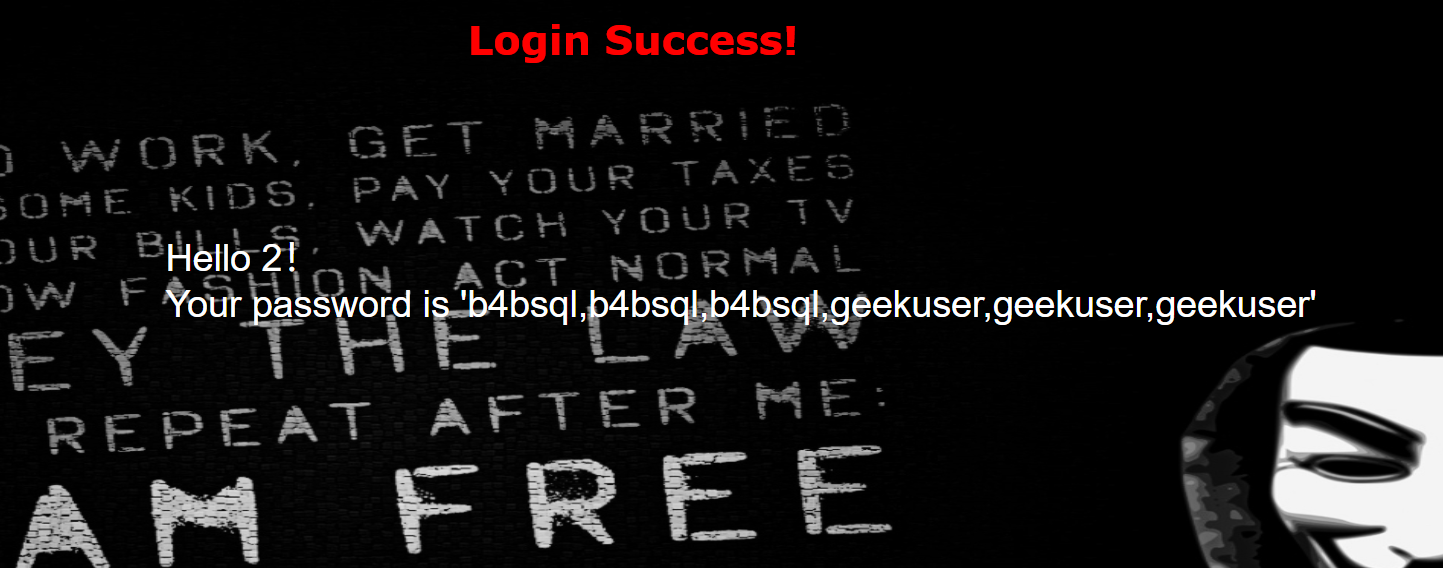 Login Success!
O WORK, GET MARRIED
SOME KIDS, PAY YOUR TAXES
OUR BILLS, WATCH YOUR TV
OW FASHION ACT NORMAL
Hello 2！
Your password is 'b4bsql,b4bsql,b4bsql,geekuser,geekuser,geekuser'
EY THE LAW
REPEAT AFTER ME:
AM FREE